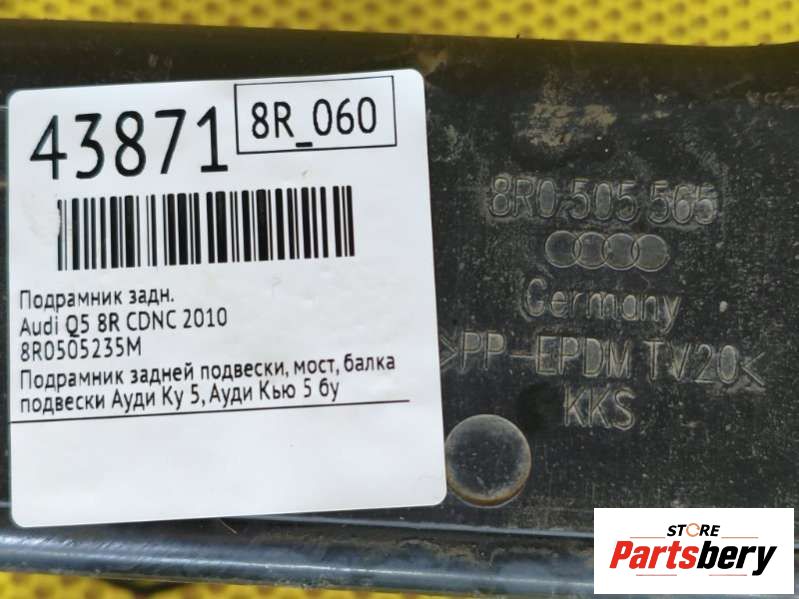 43871
8R_060
Подрамник задн.
Audi Q5 8R CDNC 2010
8R0505235M
Подрамник задней подвески, мост, балка
подвески Ауди Ку 5, Ауди Кью 5 бу
8R0 505 565
Germany
>PP-EPDM TV20<
KKS
STORE
Partsbery